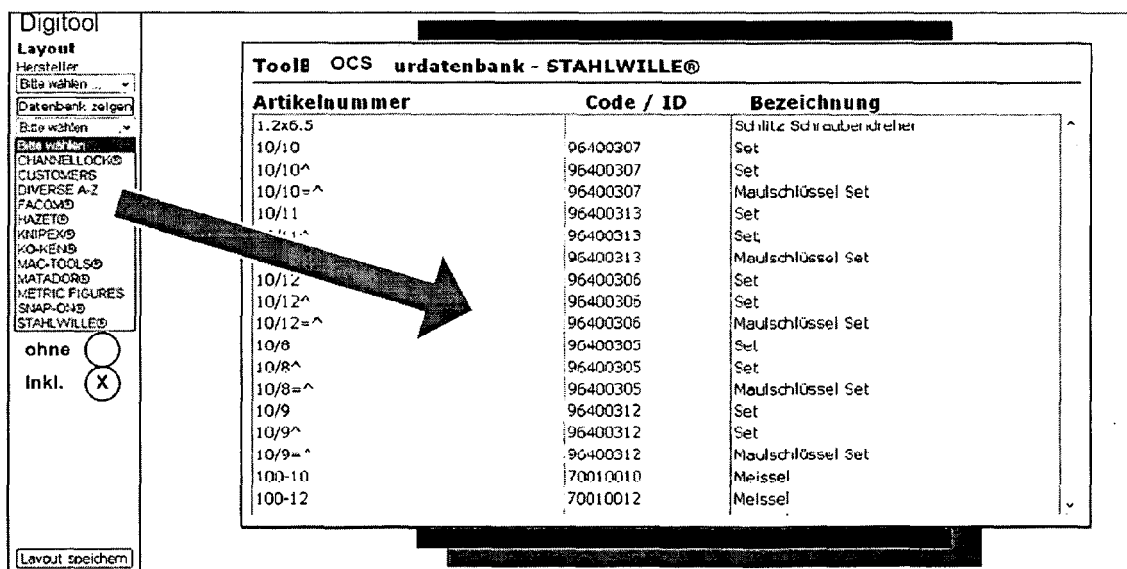 Digitool
Layout
Hersteller
Bitte wählen ...
Datenbank zeigen
Bitte wählen
Bitte wählen
CHANNELLOCK®
CUSTOMERS
DIVERSE A-Z
FACOM®
HAZET®
KNIPEX®
KO-KEN®
MAC-TOOLS®
MATADOR®
METRIC FIGURES
SNAP-ON®
STAHLWILLE®
ohne
Inkl. X
Layout speichern
Tool OCS urdatenbank - STAHLWILLE®
Artikelnummer Code / ID Bezeichnung
1.2x6.5 Schlitz Schraubendreher
10/10 96400307 Set
10/10^ 96400307 Set
10/10=^ 96400307 Maulschlüssel Set
10/11 96400313 Set
96400313 Set
96400313 Maulschlüssel Set
10/12 96400306 Set
10/12^ 96400306 Set
10/12=^ 96400306 Maulschlüssel Set
10/8 96400305 Set
10/8^ 96400305 Set
10/8=^ 96400305 Maulschlüssel Set
10/9 96400312 Set
10/9^ 96400312 Set
10/9=^ 96400312 Maulschlüssel Set
100-10 70010010 Meissel
100-12 70010012 Meissel